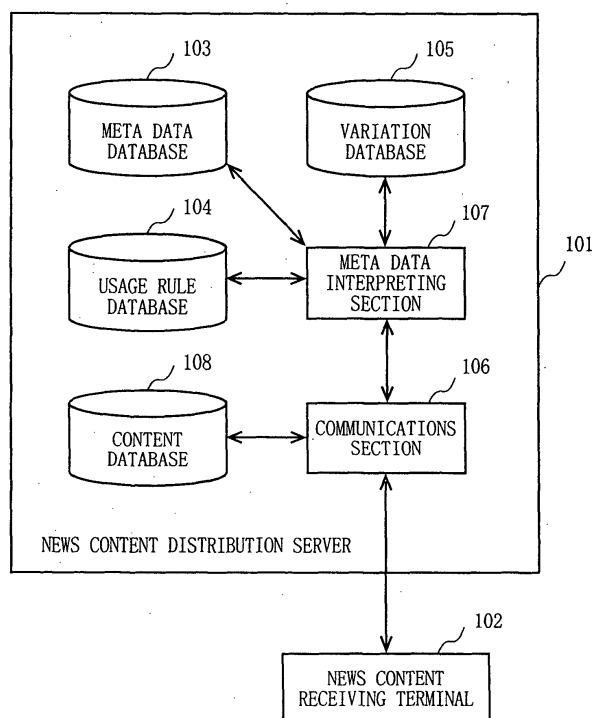 103
META DATA
DATABASE
105
VARIATION
DATABASE
104
USAGE RULE
DATABASE
107
META DATA
INTERPRETING
SECTION
101
108
CONTENT
DATABASE
106
COMMUNICATIONS
SECTION
NEWS CONTENT DISTRIBUTION SERVER
102
NEWS CONTENT
RECEIVING TERMINAL